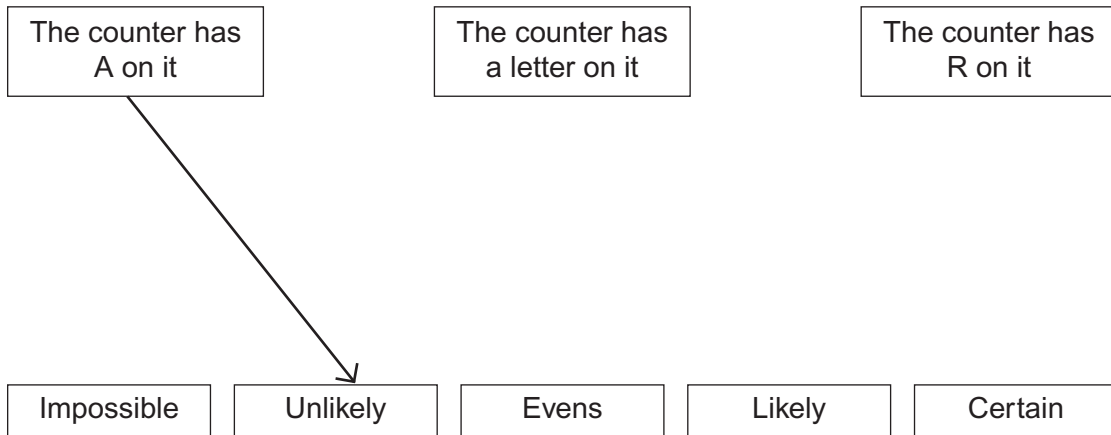 The counter has
A on it
The counter has
a letter on it
The counter has
R on it
Impossible
Unlikely
Evens
Likely
Certain